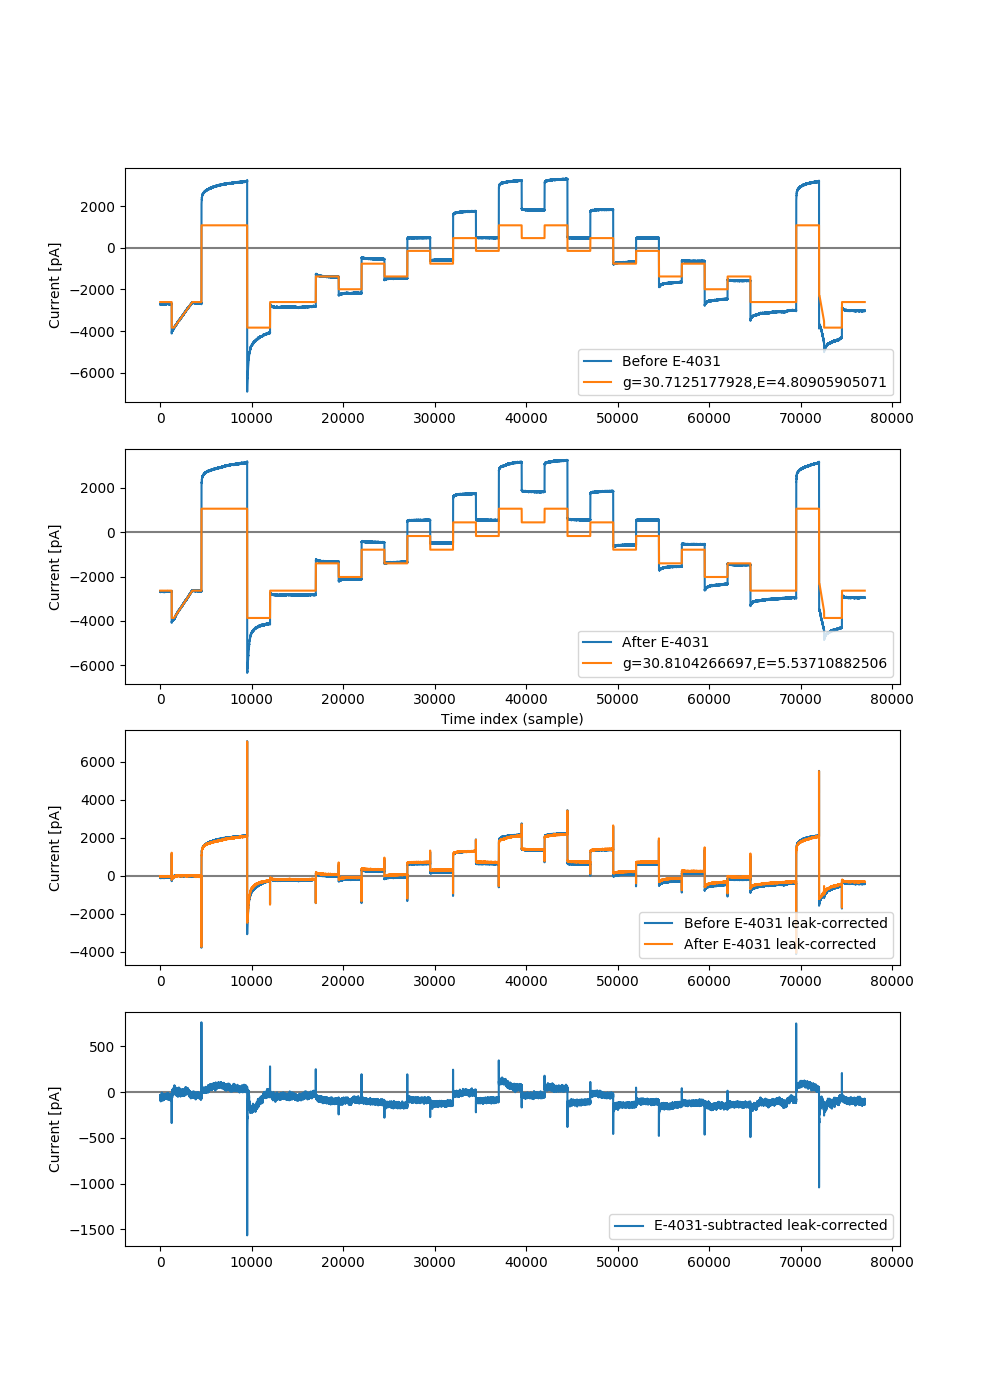 2000
0
−2000
−4000
−6000
Current [pA]
Before E-4031
g=30.7125177928,E=4.80905905071
0 10000 20000 30000 40000 50000 60000 70000 80000
2000
0
−2000
−4000
−6000
Current [pA]
After E-4031
g=30.8104266697,E=5.53710882506
0 10000 20000 30000 40000 50000 60000 70000 80000
Time index (sample)
6000
4000
2000
0
−2000
−4000
Current [pA]
Before E-4031 leak-corrected
After E-4031 leak-corrected
0 10000 20000 30000 40000 50000 60000 70000 80000
500
0
−500
−1000
−1500
Current [pA]
E-4031-subtracted leak-corrected
0 10000 20000 30000 40000 50000 60000 70000 80000